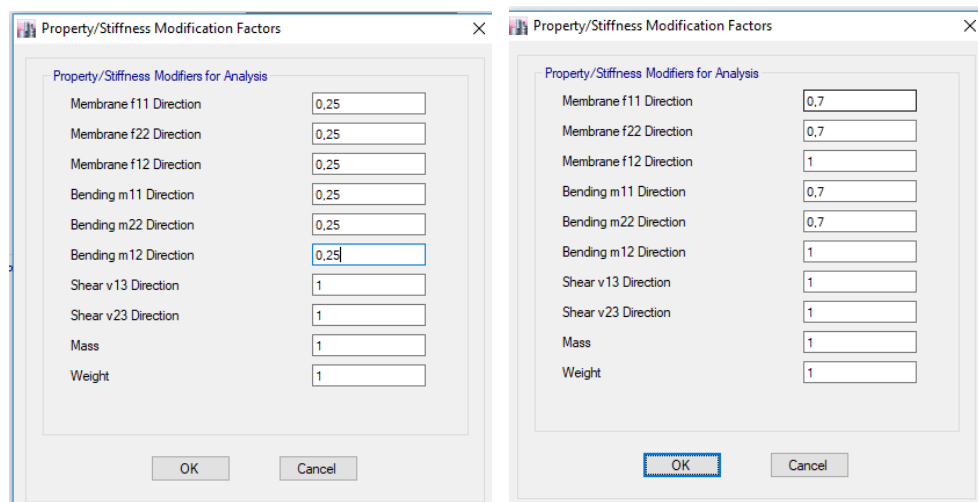 Property/Stiffness Modification Factors
Property/Stiffness Modifiers for Analysis
Membrane f11 Direction 0,25
Membrane f22 Direction 0,25
Membrane f12 Direction 0,25
Bending m11 Direction 0,25
Bending m22 Direction 0,25
Bending m12 Direction 0,25
Shear v13 Direction 1
Shear v23 Direction 1
Mass 1
Weight 1
OK Cancel
Property/Stiffness Modification Factors
Property/Stiffness Modifiers for Analysis
Membrane f11 Direction 0,7
Membrane f22 Direction 0,7
Membrane f12 Direction 1
Bending m11 Direction 0,7
Bending m22 Direction 0,7
Bending m12 Direction 1
Shear v13 Direction 1
Shear v23 Direction 1
Mass 1
Weight 1
OK Cancel